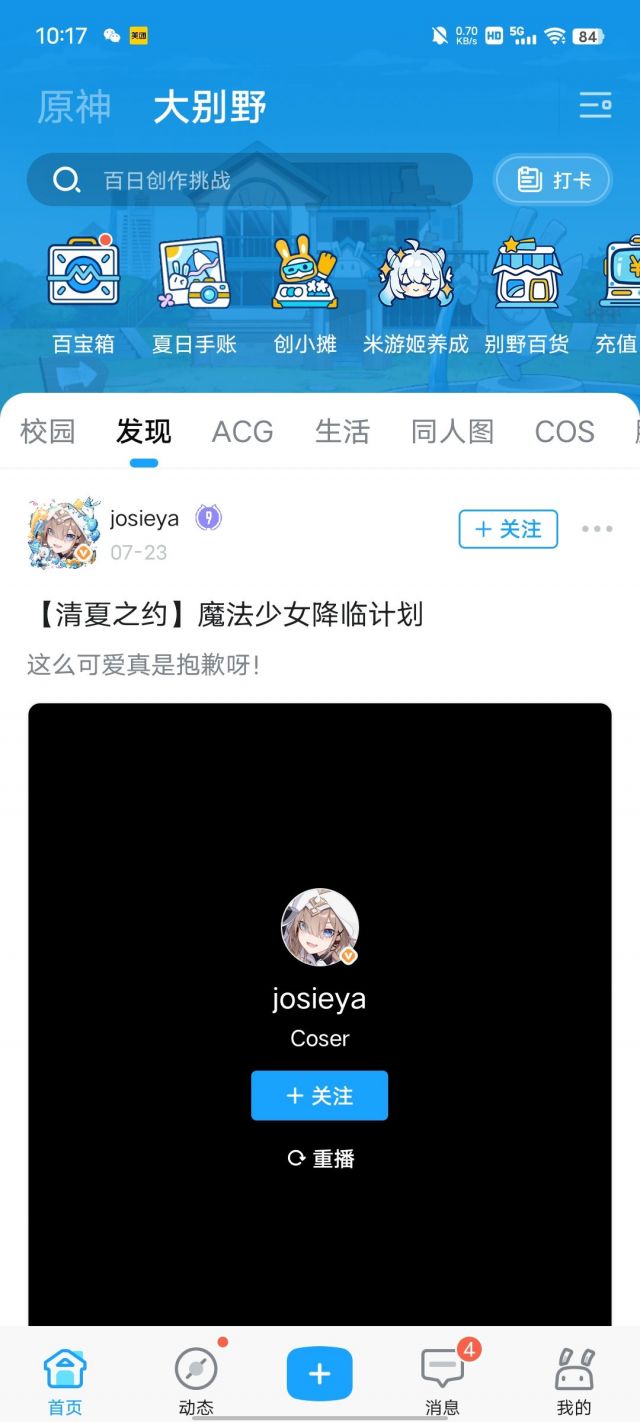 10:17 美团 0.70 KB/s HD 5G 84
原神 大别野
百日创作挑战 打卡
百宝箱 夏日手账 创小摊 米游姬养成 别野百货 充值
校园 发现 ACG 生活 同人图 COS
josieya 9
+ 关注
07-23
【清夏之约】魔法少女降临计划
这么可爱真是抱歉呀!
josieya
Coser
+ 关注
重播
4
首页 动态 消息 我的